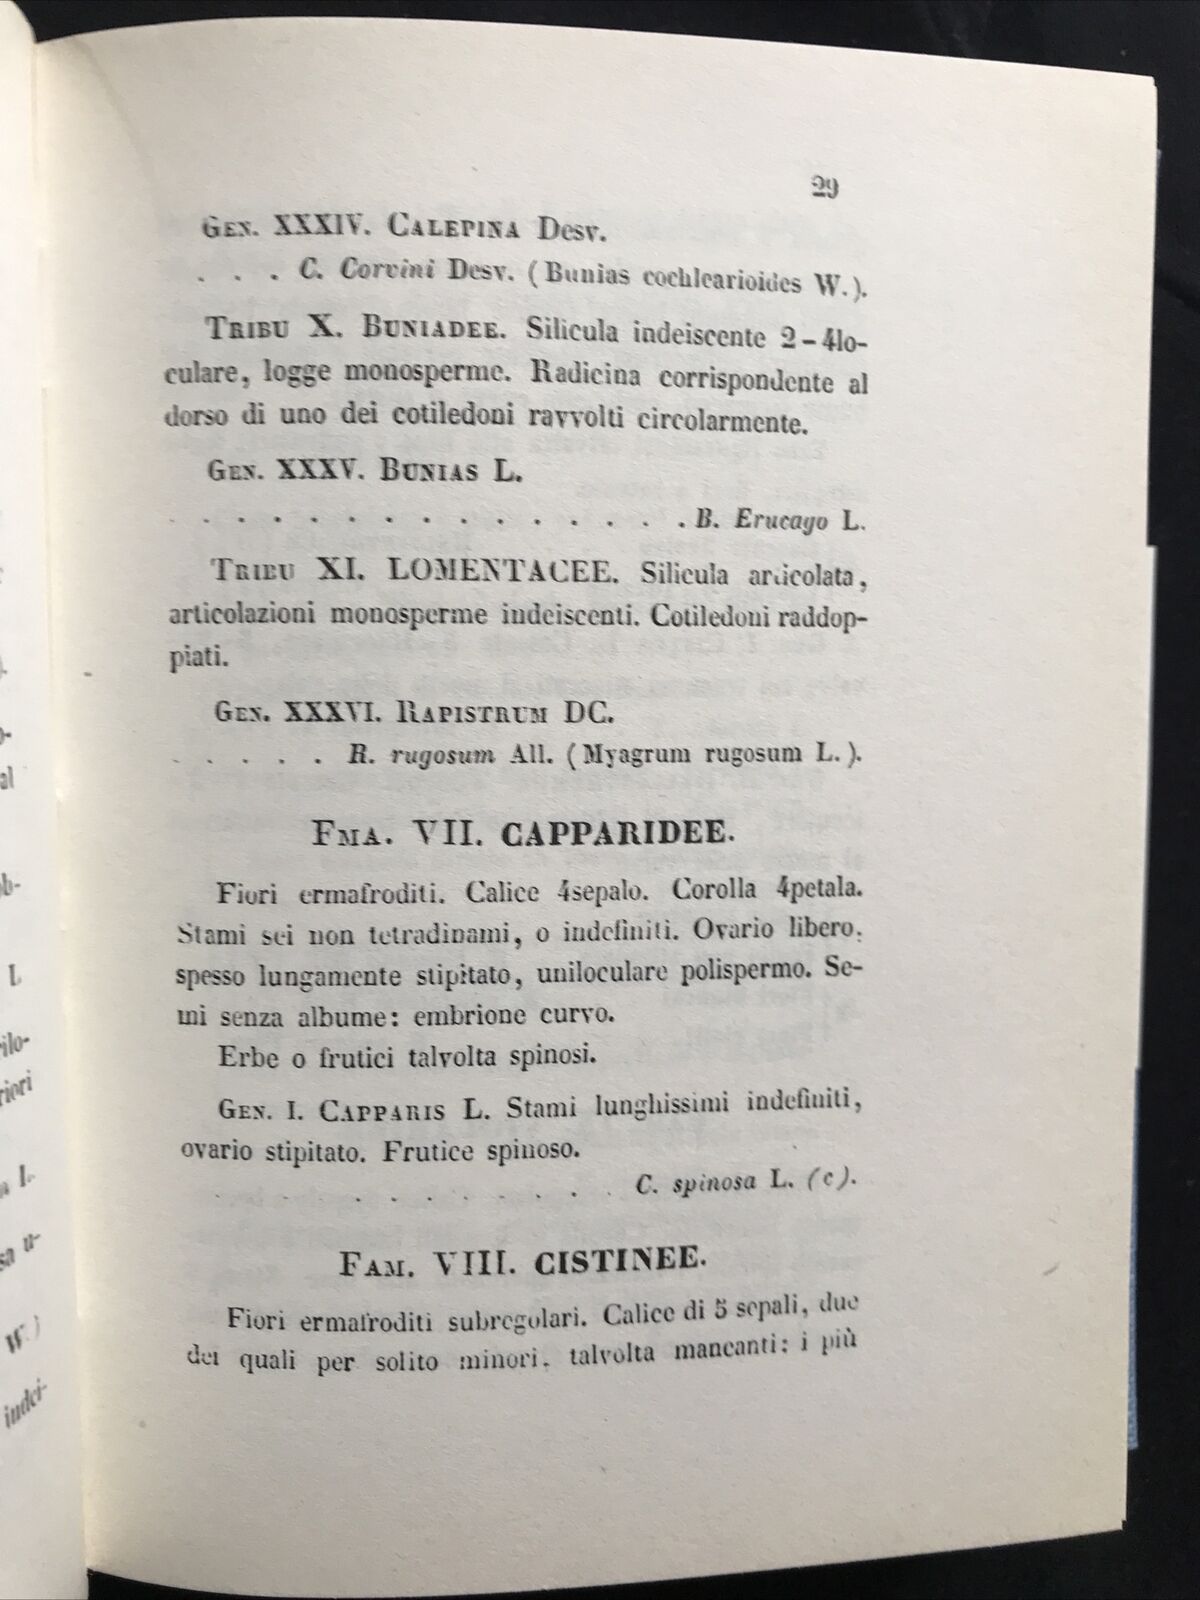 29
GEN. XXXIV. CALEPINA Desv.
. . . C. Corvini Desv. (Bunias cochlearioides W.).
TRIBU X. BUNIADEE. Silicula indeiscente 2-4lo-
culare, logge monosperme. Radicina corrispondente al
dorso di uno dei cotiledoni ravvolti circolarmente.
GEN. XXXV. BUNIAS L.
. . . . . . . . . . . . . . . B. Erucago L.
TRIBU XI. LOMENTACEE. Silicula articolata,
articolazioni monosperme indeiscenti. Cotiledoni raddop-
piati.
GEN. XXXVI. RAPISTRUM DC.
. . . . . R. rugosum All. (Myagrum rugosum L.).
FMA. VII. CAPPARIDEE.
Fiori ermafroditi. Calice 4sepalo. Corolla 4petala.
Stami sei non tetradinami, o indefiniti. Ovario libero,
spesso lungamente stipitato, uniloculare polispermo. Se-
mi senza albume: embrione curvo.
Erbe o frutici talvolta spinosi.
GEN. I. CAPPARIS L. Stami lunghissimi indefiniti,
ovario stipitato. Frutice spinoso.
. . . . . . . . . . . . C. spinosa L. (c).
FAM. VIII. CISTINEE.
Fiori ermafroditi subregolari. Calice di 5 sepali, due
dei quali per solito minori, talvolta mancanti: i più